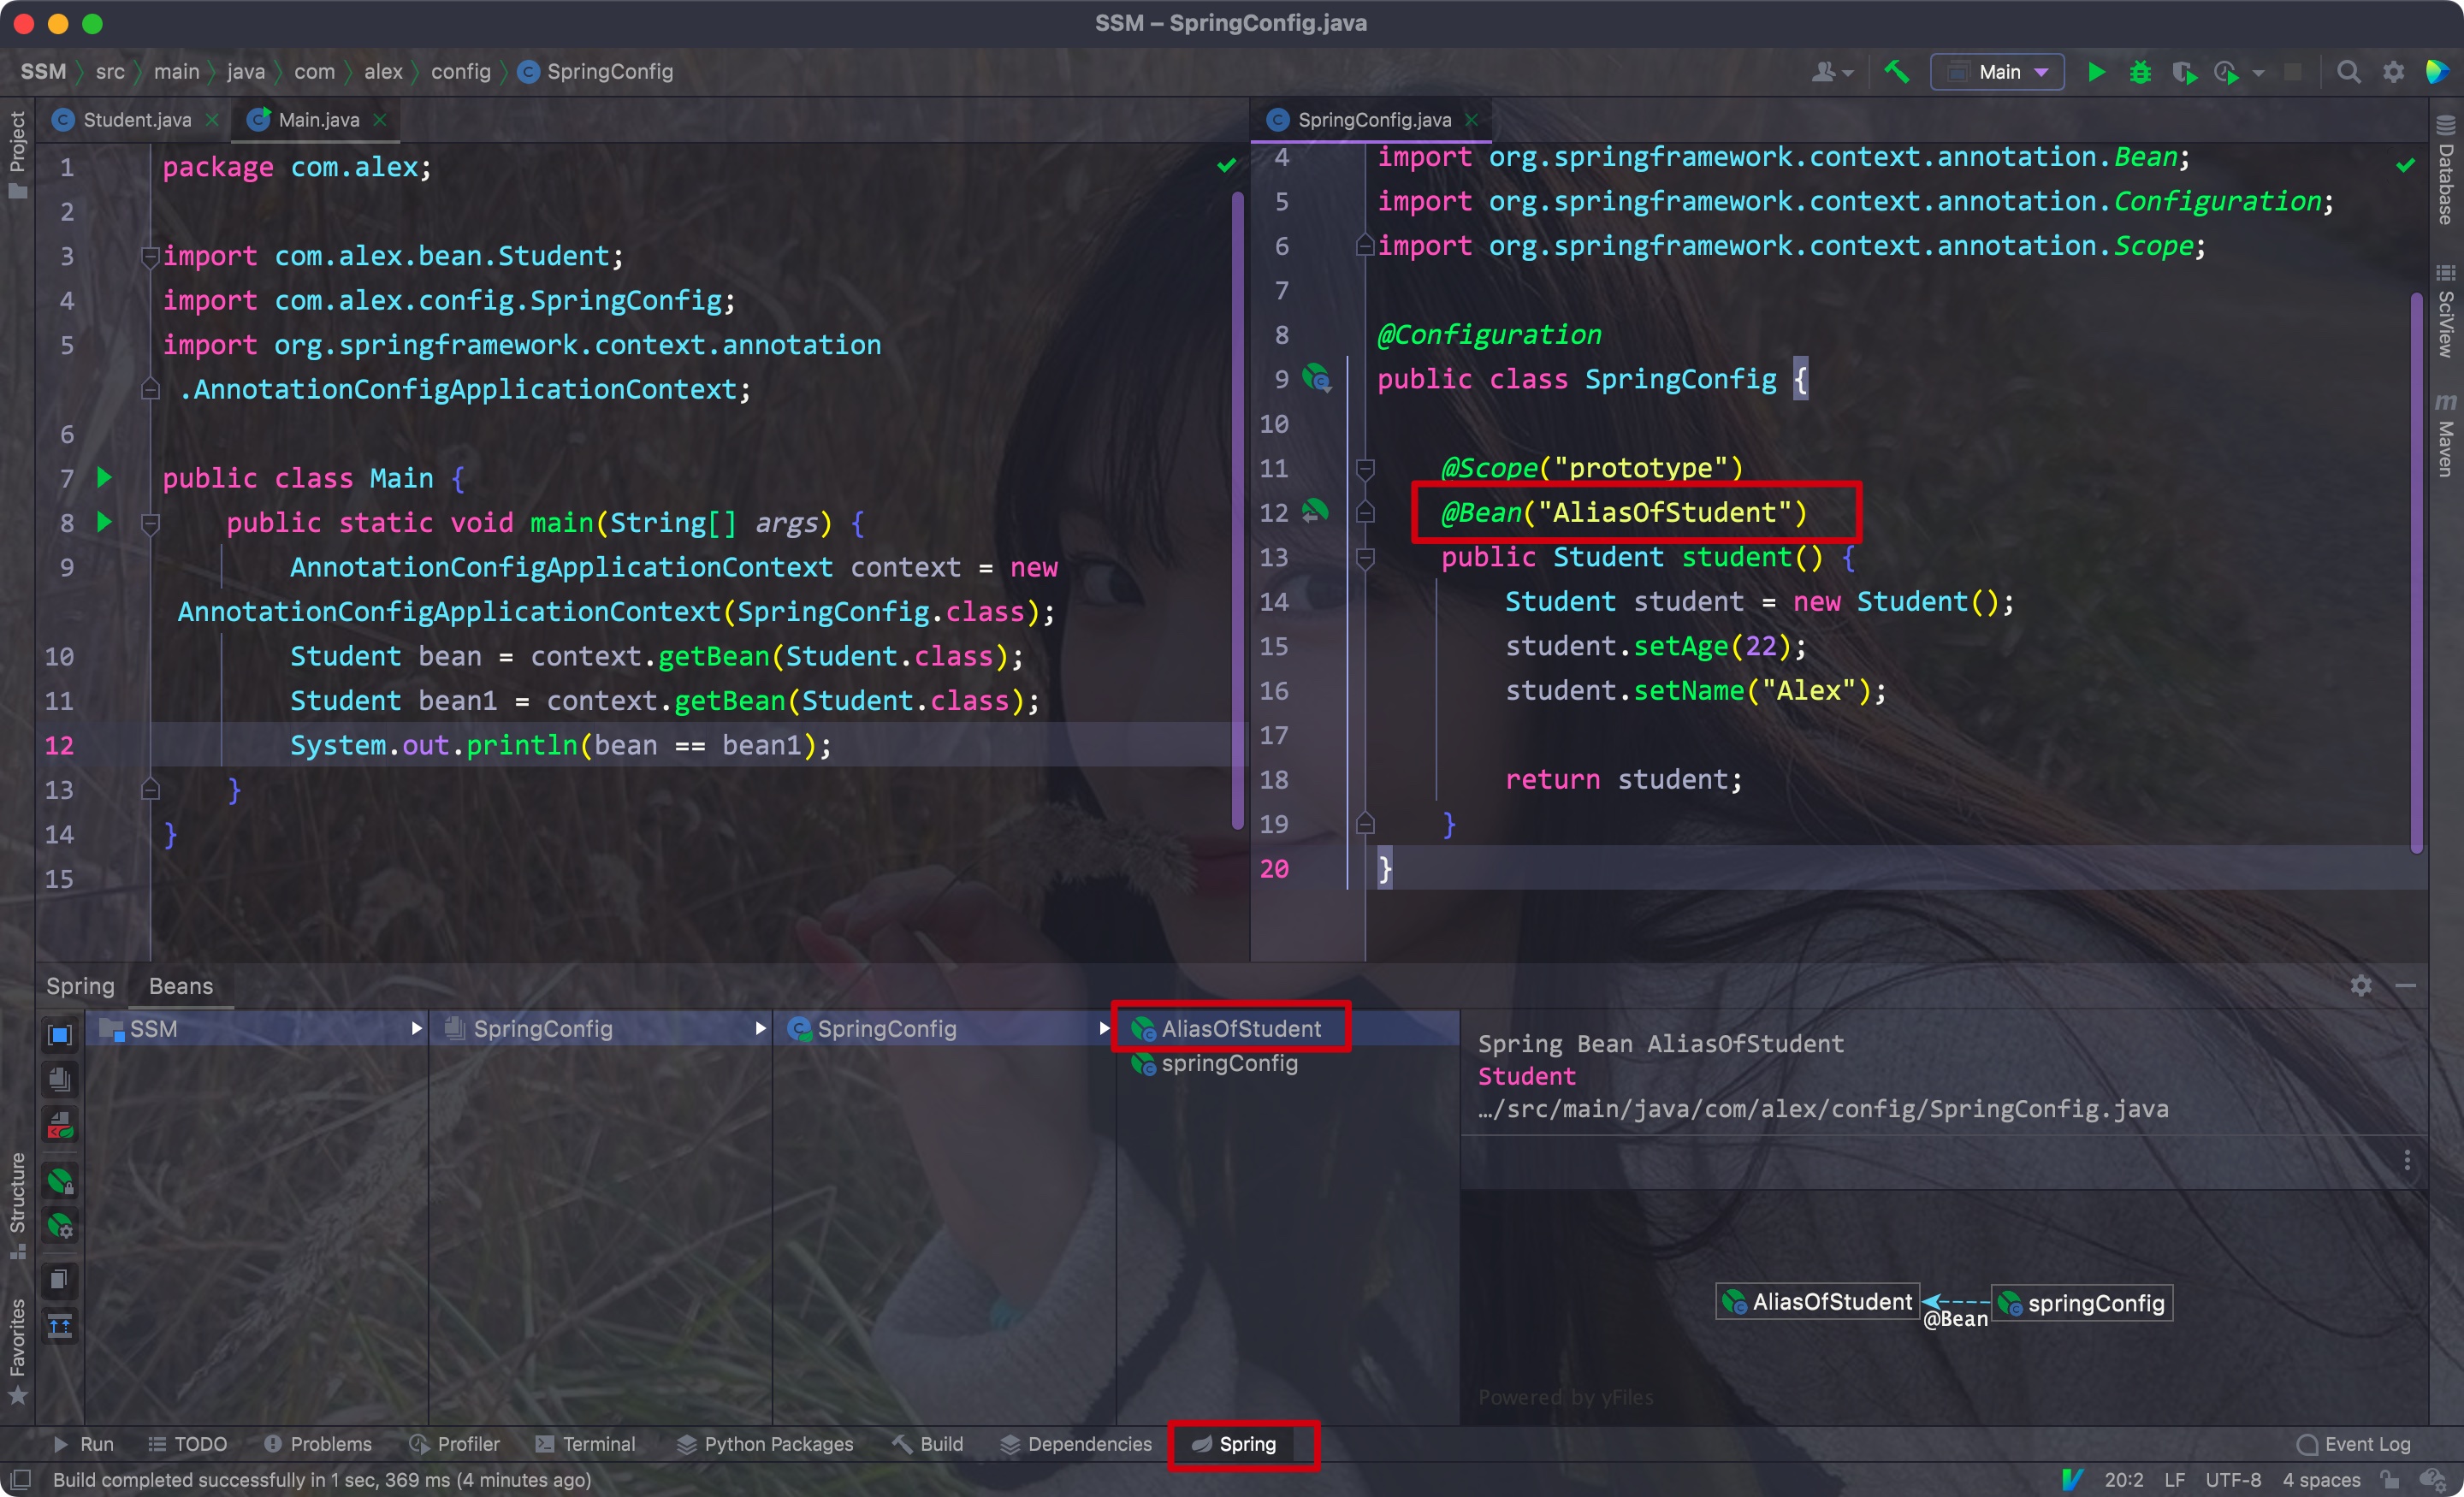 SSM – SpringConfig.java
SSM src main java com alex config SpringConfig
Main
Project
Student.java
Main.java
1 package com.alex;
2
3 import com.alex.bean.Student;
4 import com.alex.config.SpringConfig;
5 import org.springframework.context.annotation
.AnnotationConfigApplicationContext;
6
7 public class Main {
8 public static void main(String[] args) {
9 AnnotationConfigApplicationContext context = new
AnnotationConfigApplicationContext(SpringConfig.class);
10 Student bean = context.getBean(Student.class);
11 Student bean1 = context.getBean(Student.class);
12 System.out.println(bean == bean1);
13 }
14 }
15
SpringConfig.java
4 import org.springframework.context.annotation.Bean;
5 import org.springframework.context.annotation.Configuration;
6 import org.springframework.context.annotation.Scope;
7
8 @Configuration
9 public class SpringConfig {
10
11 @Scope("prototype")
12 @Bean("AliasOfStudent")
13 public Student student() {
14 Student student = new Student();
15 student.setAge(22);
16 student.setName("Alex");
17
18 return student;
19 }
20 }
Database
SciView
m Maven
Structure
Favorites
Spring Beans
SSM
SpringConfig
SpringConfig
AliasOfStudent
springConfig
Spring Bean AliasOfStudent
Student
…/src/main/java/com/alex/config/SpringConfig.java
AliasOfStudent
@Bean
springConfig
Powered by yFiles
Run TODO Problems Profiler Terminal Python Packages Build Dependencies Spring Event Log
Build completed successfully in 1 sec, 369 ms (4 minutes ago)
20:2 LF UTF-8 4 spaces